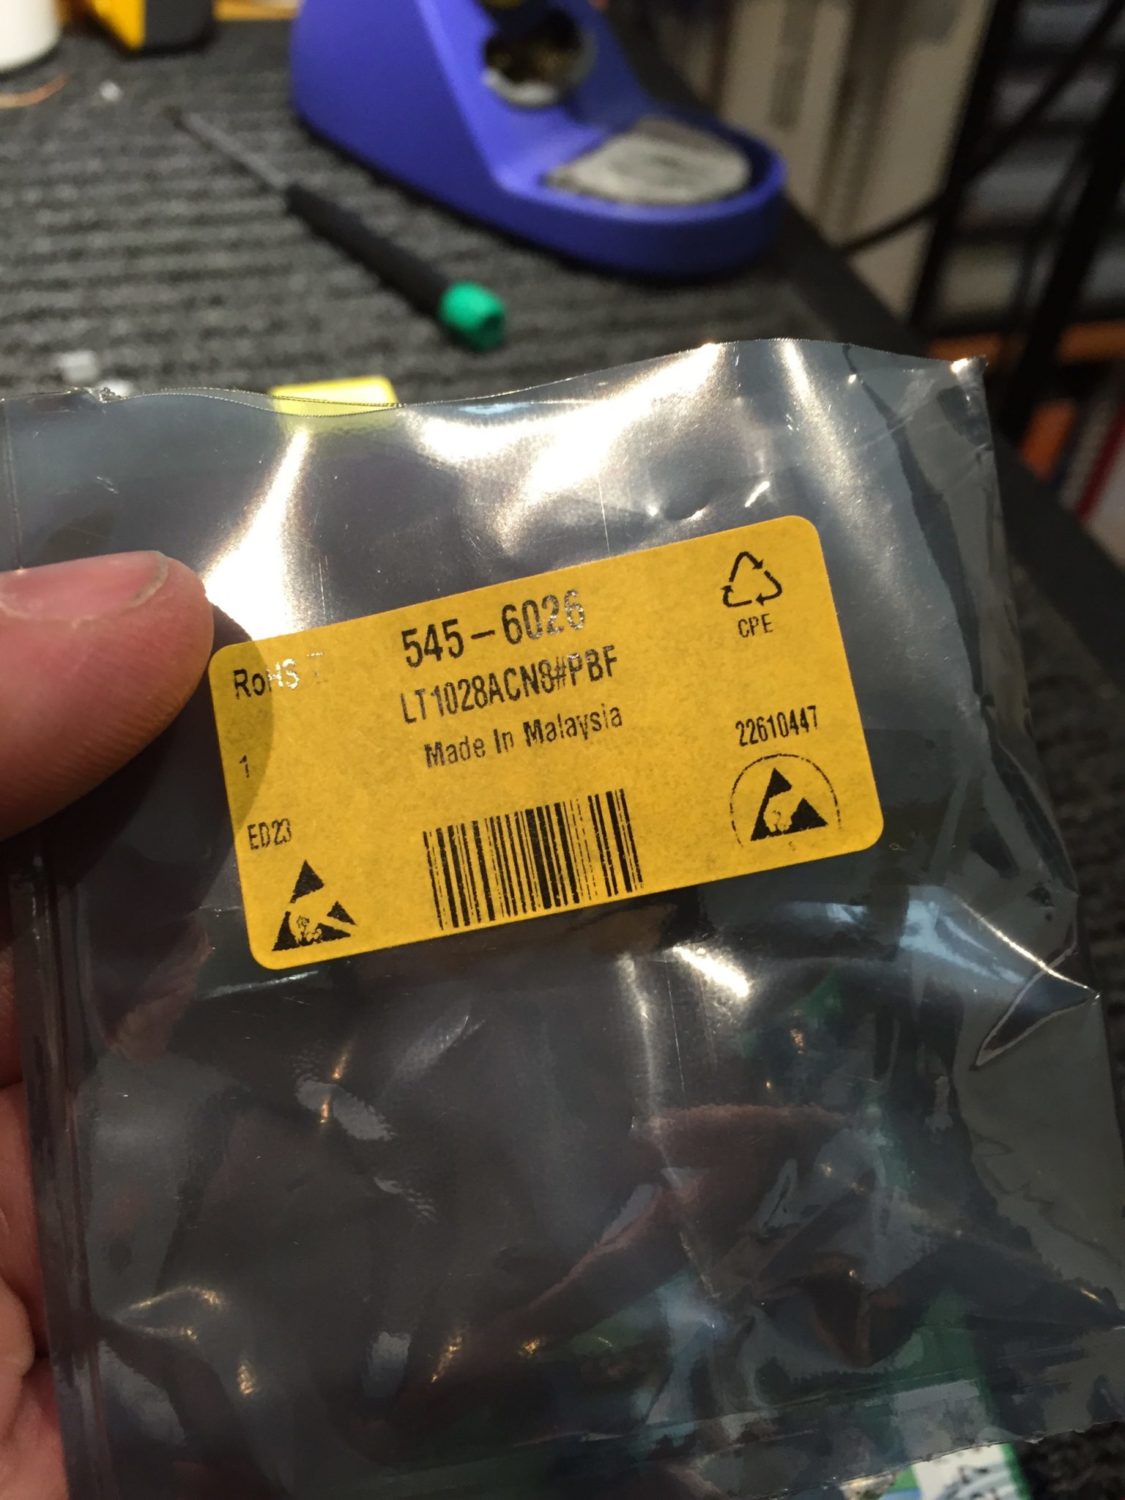 545-6026
RoHS
LT1028ACN8#PBF
CPE
Made In Malaysia
1
22610447
ED23